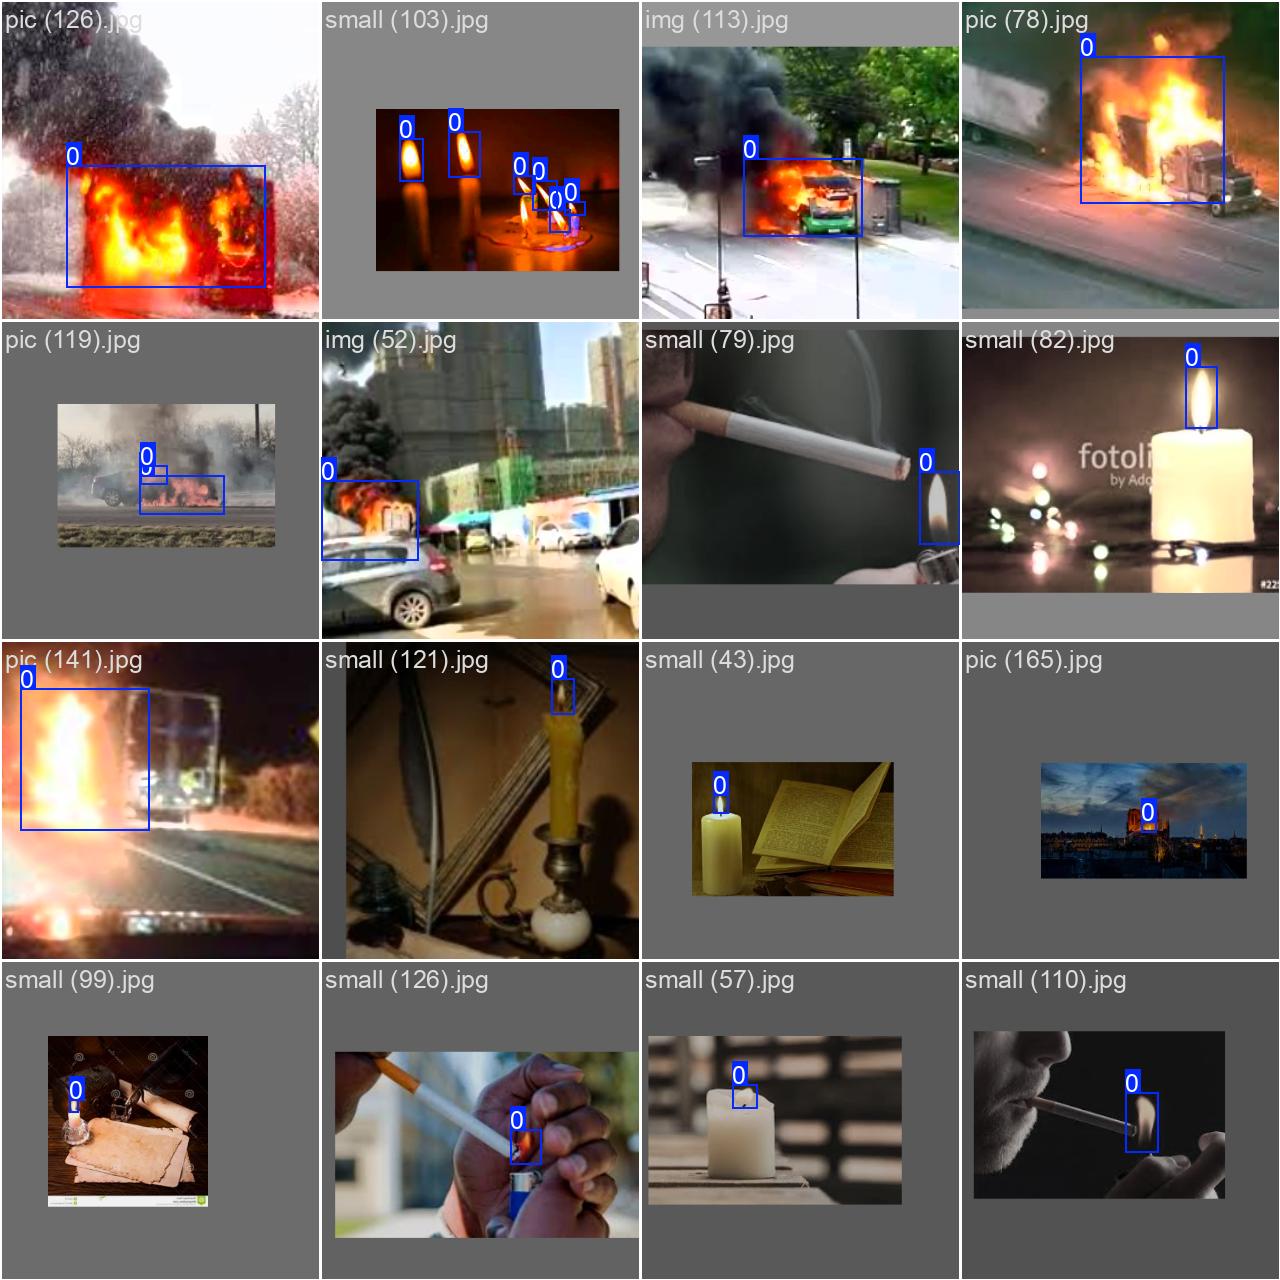 pic (126).jpg
small (103).jpg
img (113).jpg
pic (78).jpg
0
0
0
0
0
0
0
0
0
pic (119).jpg
img (52).jpg
small (79).jpg
small (82).jpg
0
0
0
0
0
fotoli
by Ado
#225
pic (141).jpg
small (121).jpg
small (43).jpg
pic (165).jpg
0
0
0
0
small (99).jpg
small (126).jpg
small (57).jpg
small (110).jpg
0
0
0
0